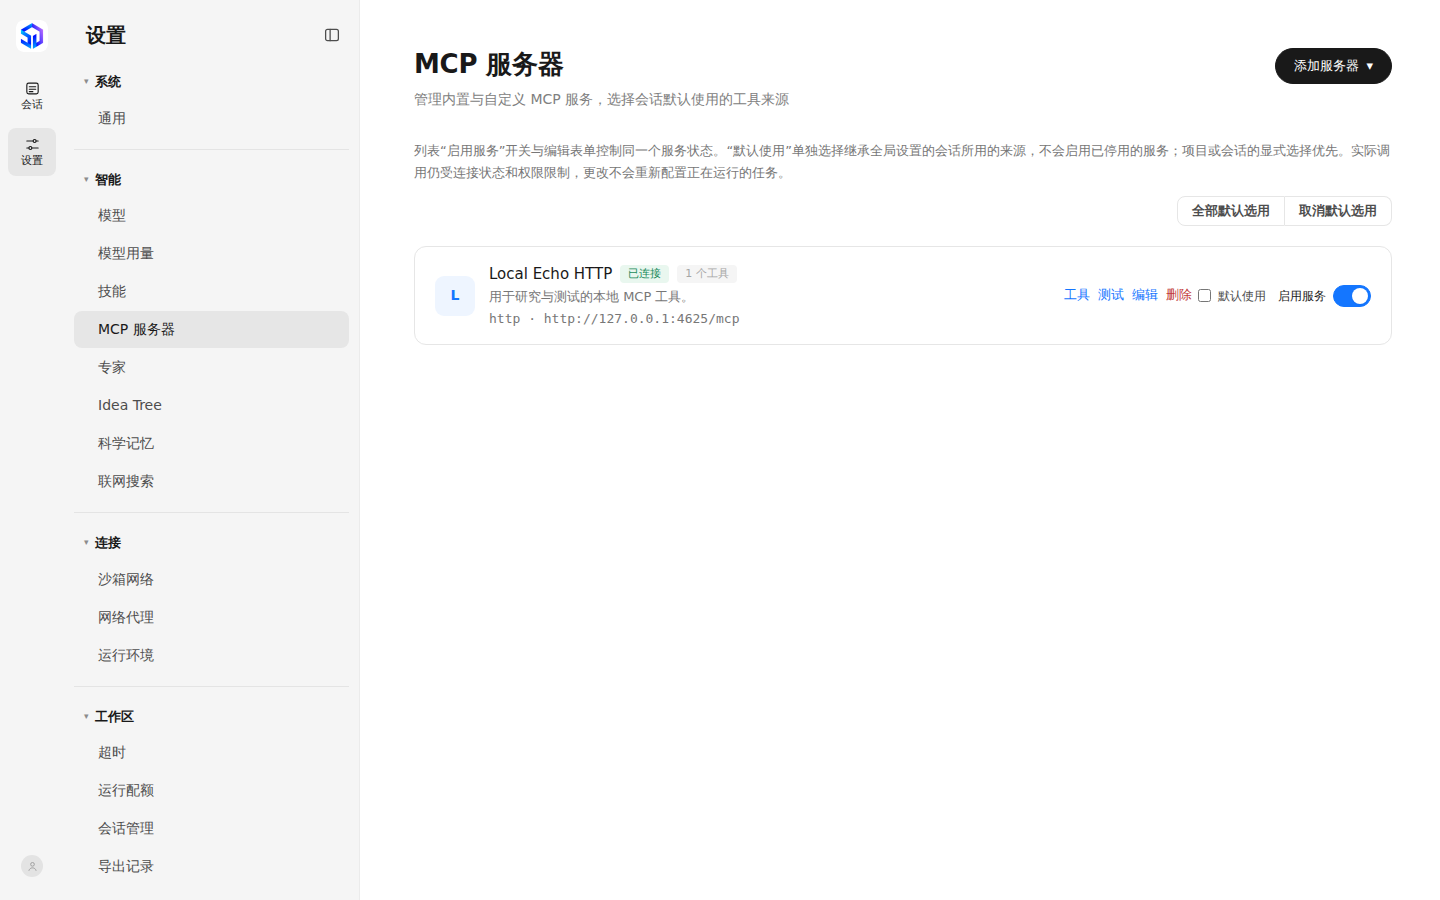 设置
会话
设置
系统
通用
智能
模型
模型用量
技能
MCP 服务器
专家
Idea Tree
科学记忆
联网搜索
连接
沙箱网络
网络代理
运行环境
工作区
超时
运行配额
会话管理
导出记录
MCP 服务器
添加服务器 ▾
管理内置与自定义 MCP 服务，选择会话默认使用的工具来源
列表“启用服务”开关与编辑表单控制同一个服务状态。“默认使用”单独选择继承全局设置的会话所用的来源，不会启用已停用的服务；项目或会话的显式选择优先。实际调
用仍受连接状态和权限限制，更改不会重新配置正在运行的任务。
全部默认选用 取消默认选用
L
Local Echo HTTP 已连接 1 个工具
用于研究与测试的本地 MCP 工具。
http · http://127.0.0.1:4625/mcp
工具 测试 编辑 删除 默认使用 启用服务